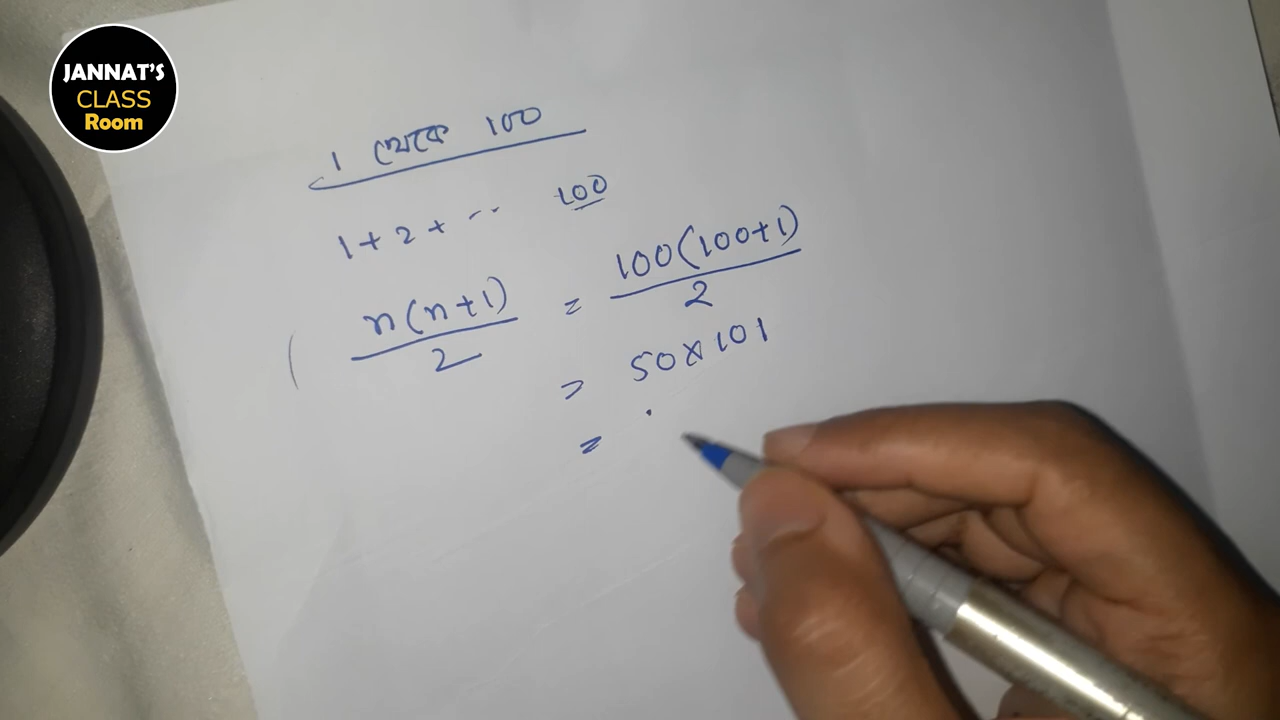 JANNAT'S
CLASS
Room
1 থেকে 100
1 + 2 + ... 100
n(n+1)/2 = 100(100+1)/2
= 50 × 101
=